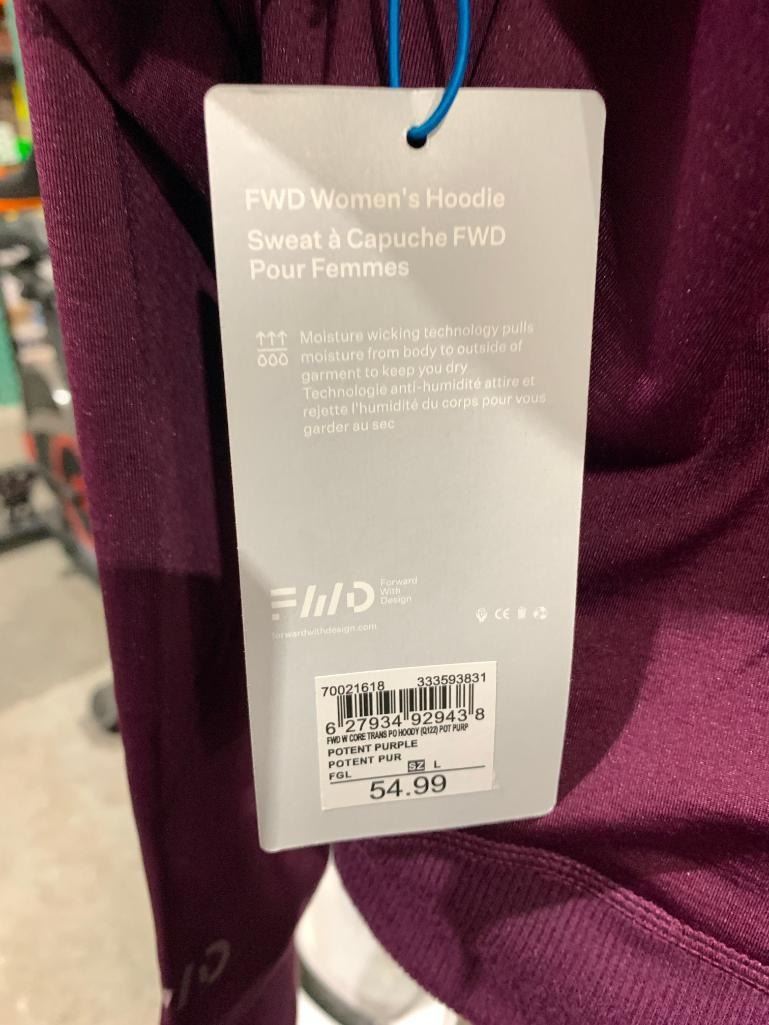 FWD Women's Hoodie
Sweat à Capuche FWD
Pour Femmes
Moisture wicking technology pulls
moisture from body to outside of
garment to keep you dry
Technologie anti-humidité attire et
rejette l'humidité du corps pour vous
garder au sec
FWD Forward
With
Design
forwardwithdesign.com
CE
70021618 333593831
6 27934 92943 8
FWD W CORE TRANS PO HOODY (Q122) POT PURP
POTENT PURPLE
POTENT PUR
FGL SZ L
54.99